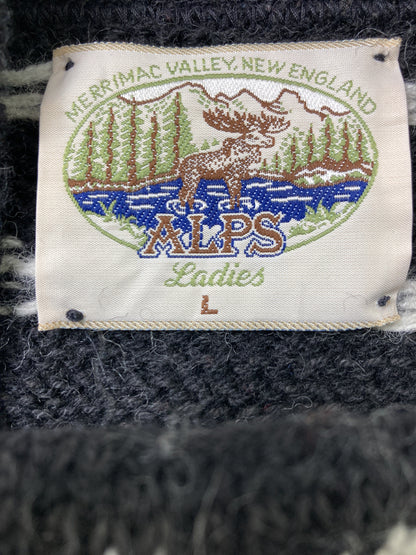 MERRIMAC VALLEY, NEW ENGLAND
ALPS
Ladies
L